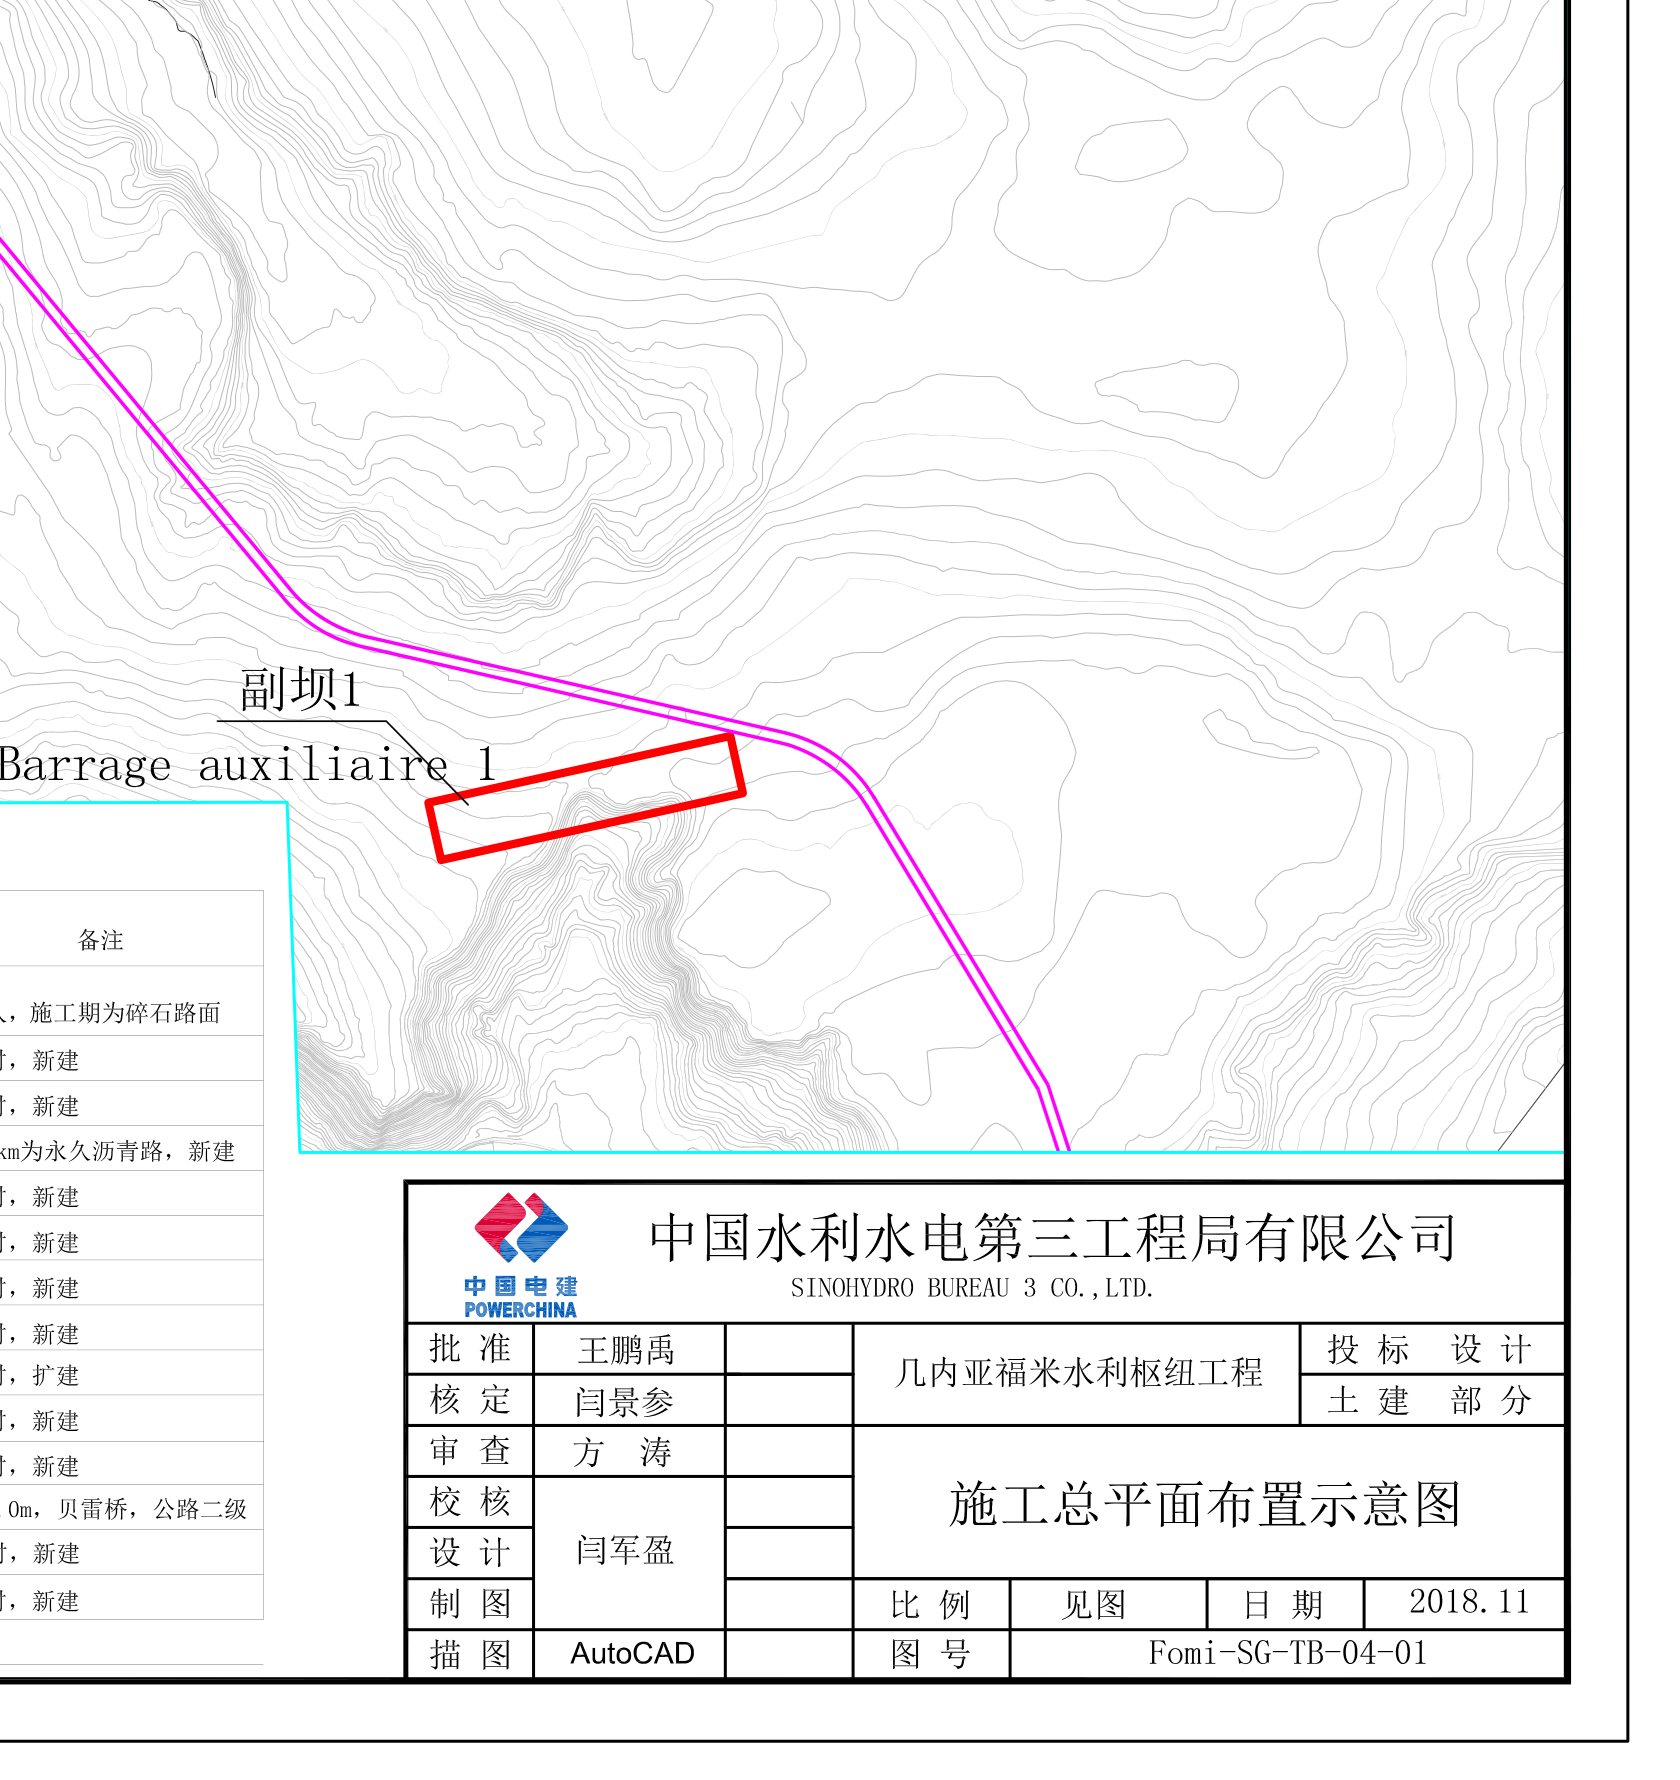 副坝1
Barrage auxiliaire 1
备注
，施工期为碎石路面
，新建
，新建
km为永久沥青路，新建
，新建
，新建
，新建
，新建
，扩建
，新建
，新建
0m，贝雷桥，公路二级
，新建
，新建
中国电建
POWERCHINA
中国水利水电第三工程局有限公司
SINOHYDRO BUREAU 3 CO.,LTD.
批 准 王鹏禹
核 定 闫景参
审 查 方 涛
校 核
设 计 闫军盈
制 图
描 图 AutoCAD
几内亚福米水利枢纽工程
投 标 设 计
土 建 部 分
施工总平面布置示意图
比 例 见图 日 期 2018.11
图 号 Fomi-SG-TB-04-01